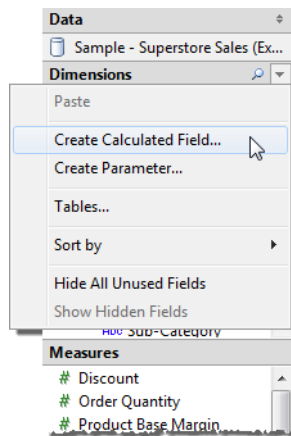 Data
Sample - Superstore Sales (Ex...
Dimensions
Paste
Create Calculated Field...
Create Parameter...
Tables...
Sort by
Hide All Unused Fields
Show Hidden Fields
Abc Sub-Category
Measures
# Discount
# Order Quantity
# Product Base Margin